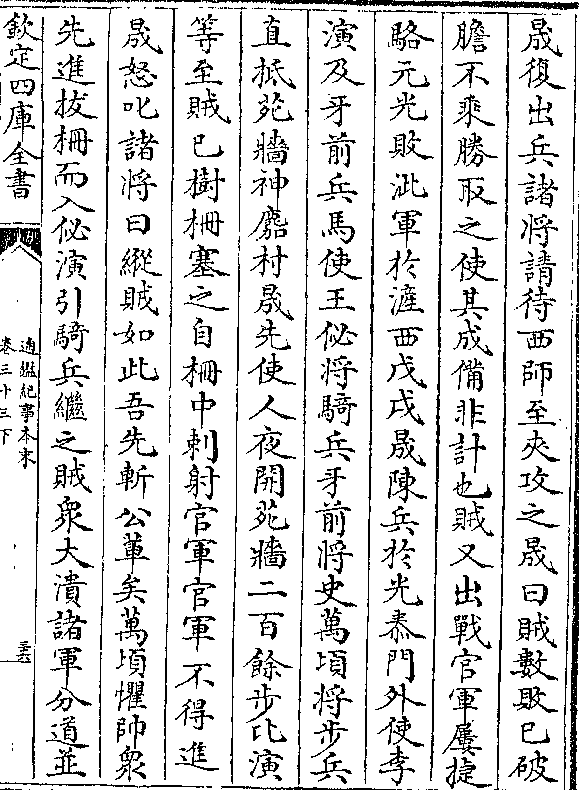 晟復出兵諸將請待西師至夾攻之晟曰賊數敗已破
膽不乘勝取之使其成備非計也賊又出戰官軍屢捷
駱元光敗泚軍於滻西戊戌晟陳兵於光泰門外使李
演及牙前兵馬使王佖將騎兵牙前將史萬頃將步兵
直抵苑牆神麚村晟先使人夜開苑牆二百餘步比演
等至賊已樹柵塞之自柵中刺射官軍官軍不得進
晟怒叱諸將曰縱賊如此吾先斬公軰矣萬頃懼帥衆
先進拔柵而入佖演引騎兵繼之賊衆大潰諸軍分道並
欽定四庫全書
通鑑紀事本末
卷三十三下